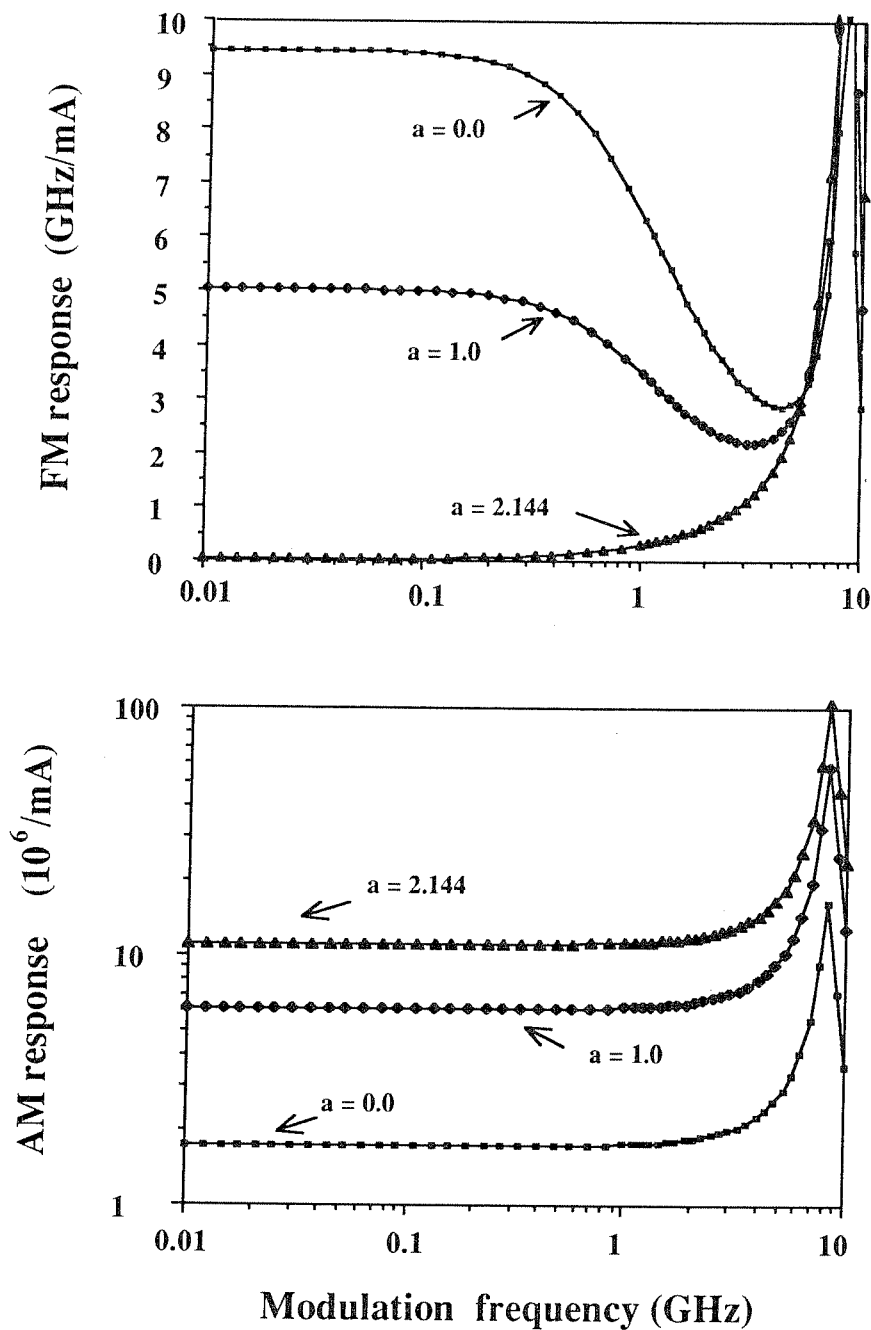 FM response (GHz/mA)
10
9
8
7
6
5
4
3
2
1
0
a = 0.0
a = 1.0
a = 2.144
0.01
0.1
1
10
AM response (10^6/mA)
100
10
1
a = 2.144
a = 1.0
a = 0.0
0.01
0.1
1
10
Modulation frequency (GHz)